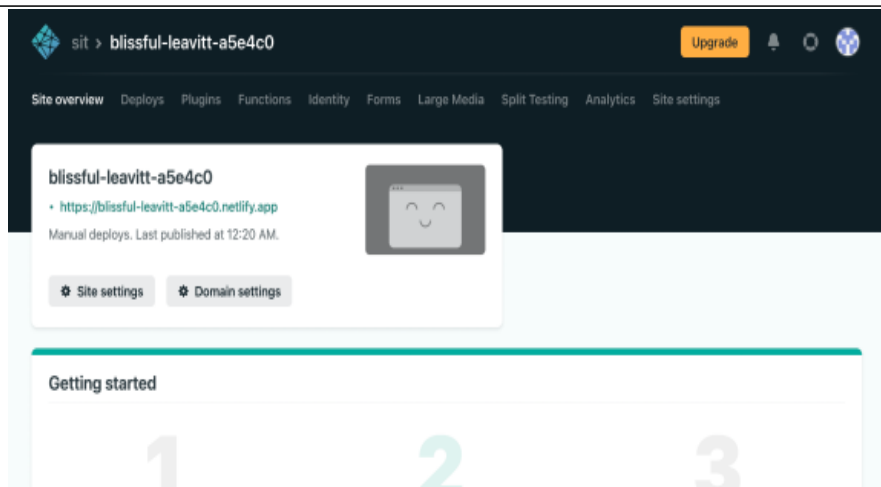 sit > blissful-leavitt-a5e4c0 Upgrade
Site overview Deploys Plugins Functions Identity Forms Large Media Split Testing Analytics Site settings
blissful-leavitt-a5e4c0
• https://blissful-leavitt-a5e4c0.netlify.app
Manual deploys. Last published at 12:20 AM.
Site settings Domain settings
Getting started
1 2 3